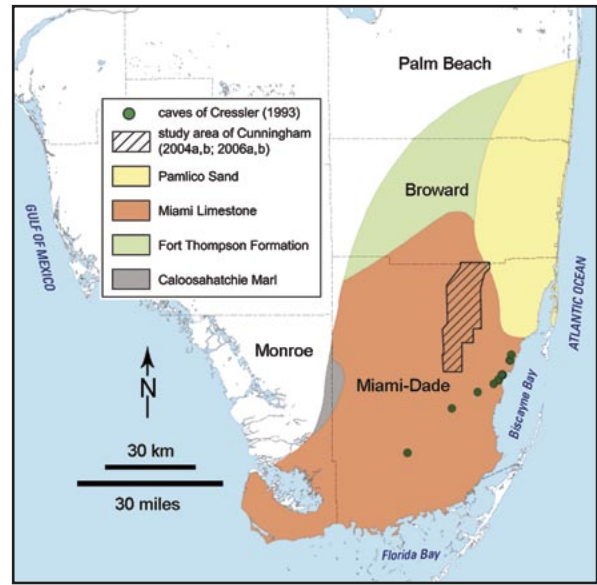 Palm Beach
caves of Cressler (1993)
study area of Cunningham
(2004a,b; 2006a,b)
Pamlico Sand
Miami Limestone
Fort Thompson Formation
Caloosahatchie Marl
Broward
GULF OF MEXICO
ATLANTIC OCEAN
Monroe
Miami-Dade
Biscayne Bay
N
30 km
30 miles
Florida Bay